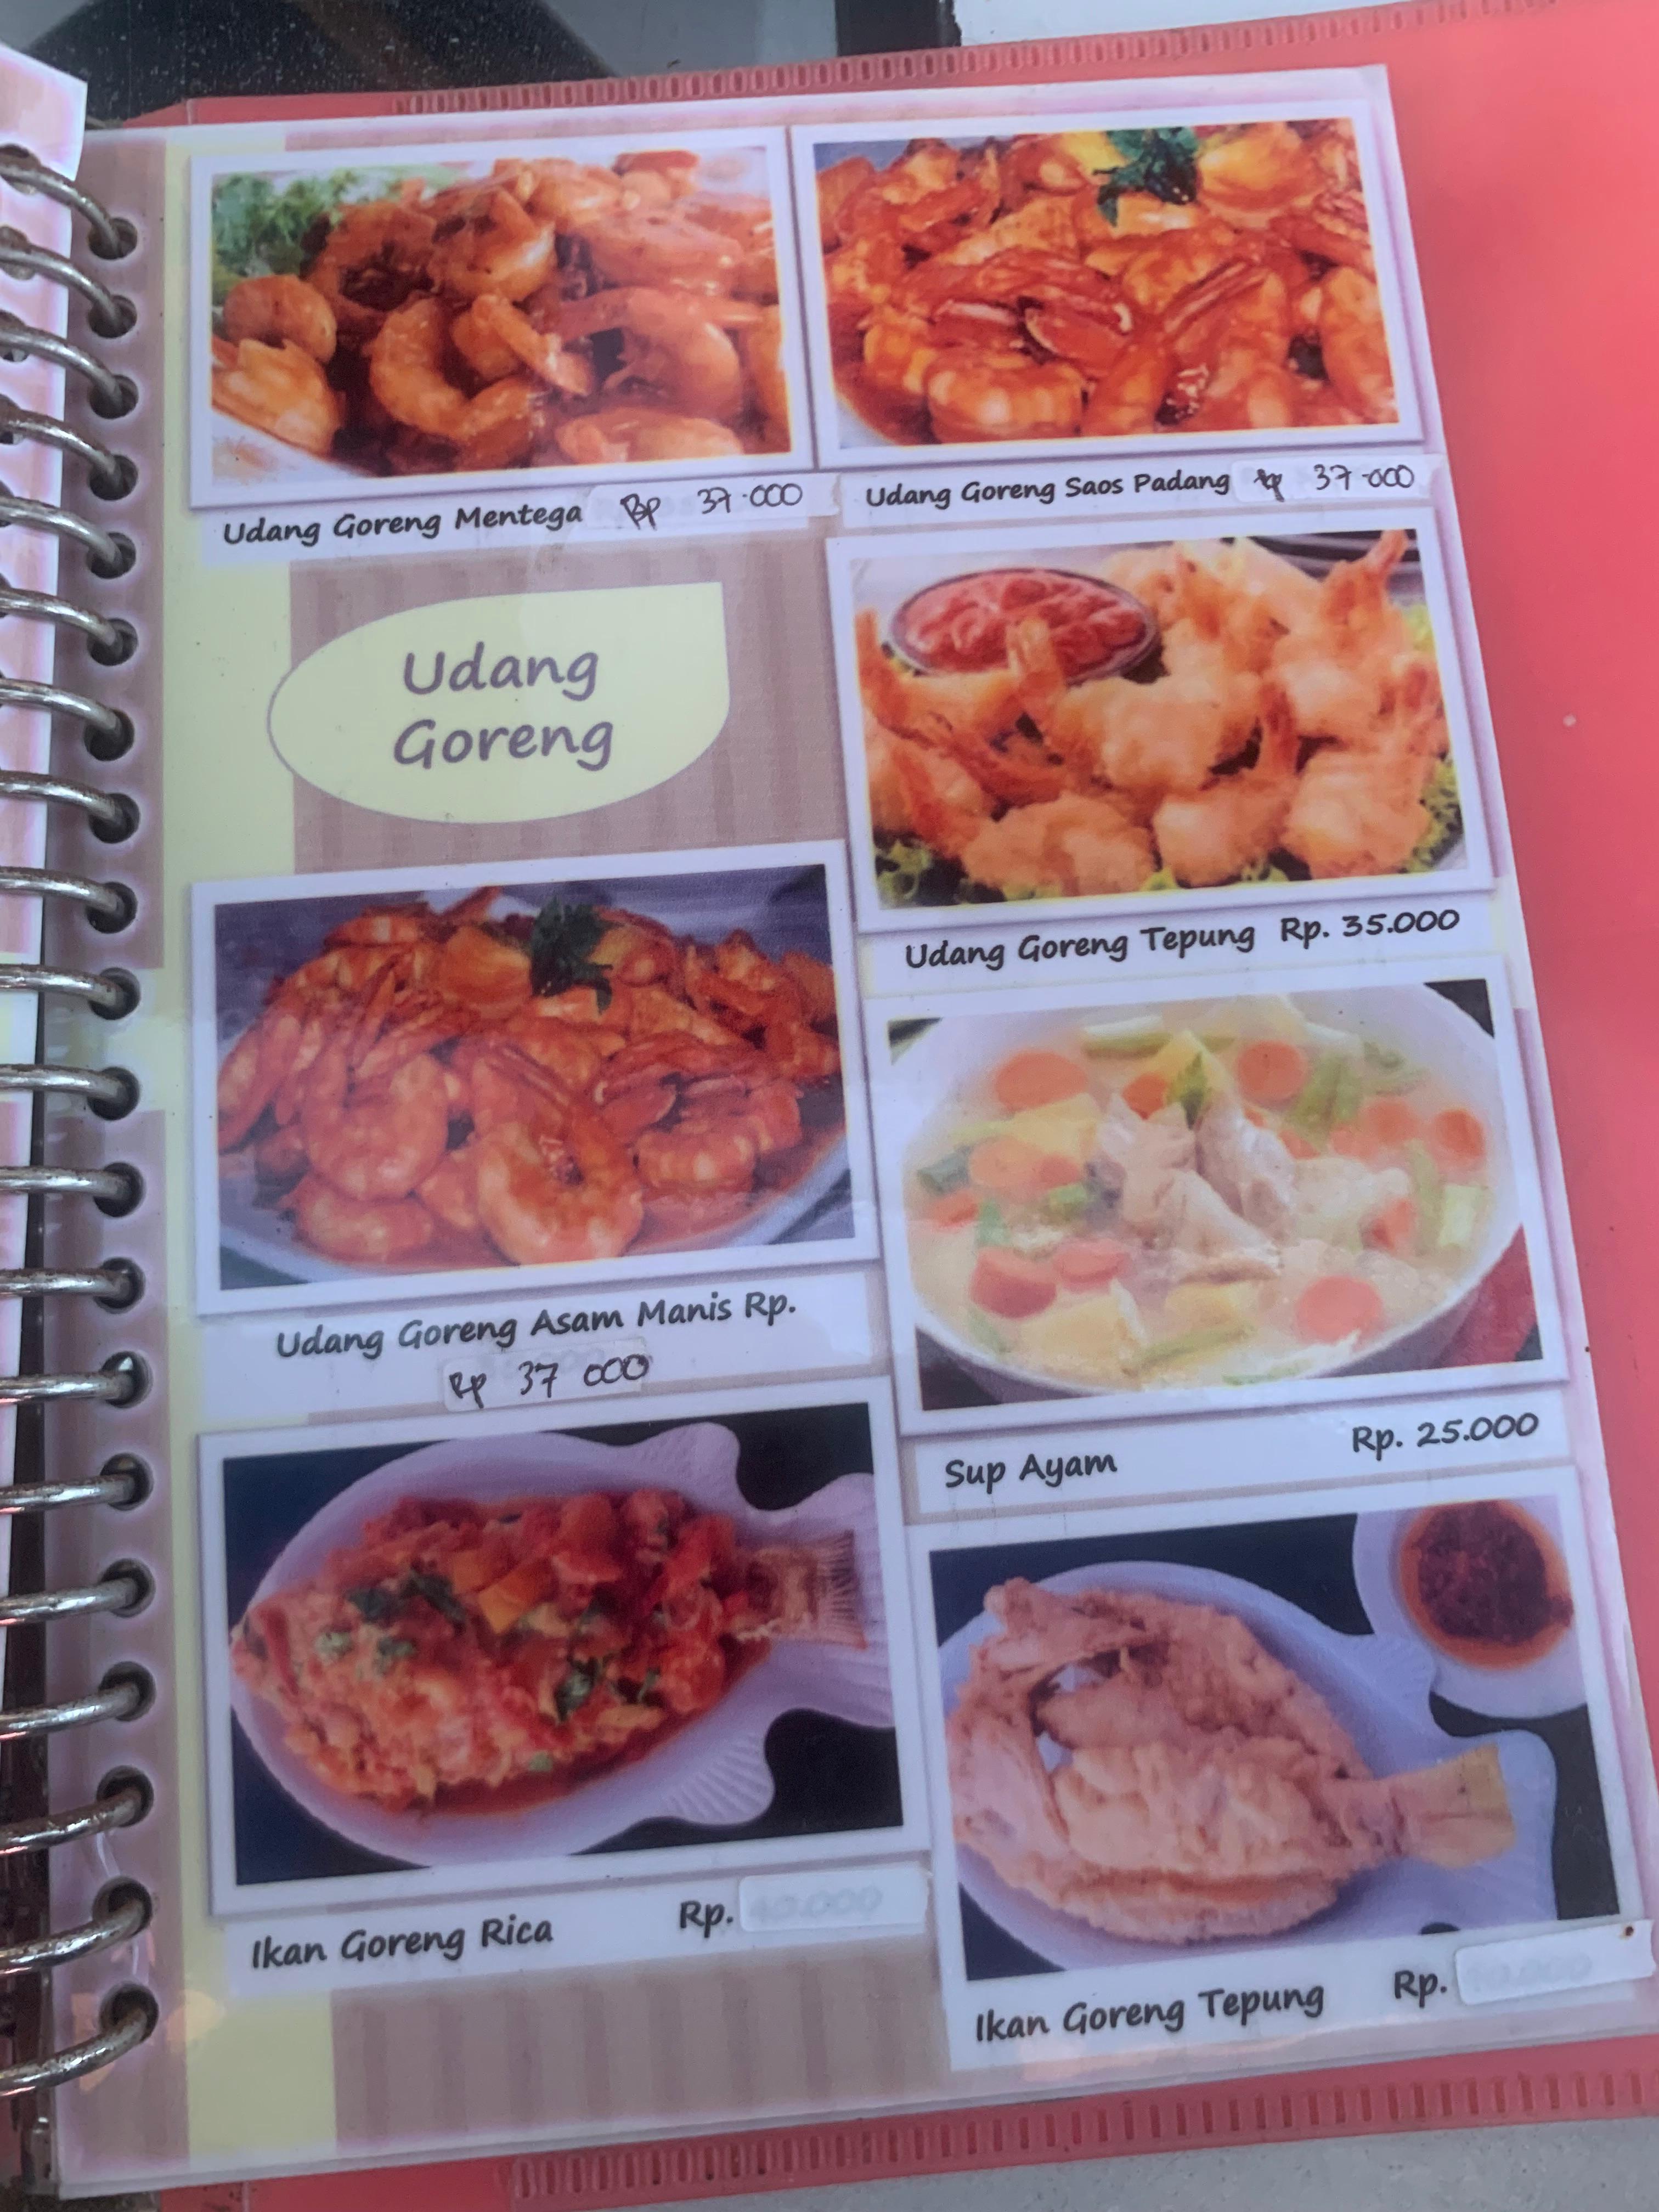 Udang Goreng Mentega Rp 37.000
Udang Goreng Saos Padang Rp 37.000
Udang
Goreng
Udang Goreng Tepung Rp. 35.000
Udang Goreng Asam Manis Rp.
Rp 37 000
Sup Ayam Rp. 25.000
Ikan Goreng Rica Rp.
Ikan Goreng Tepung Rp.